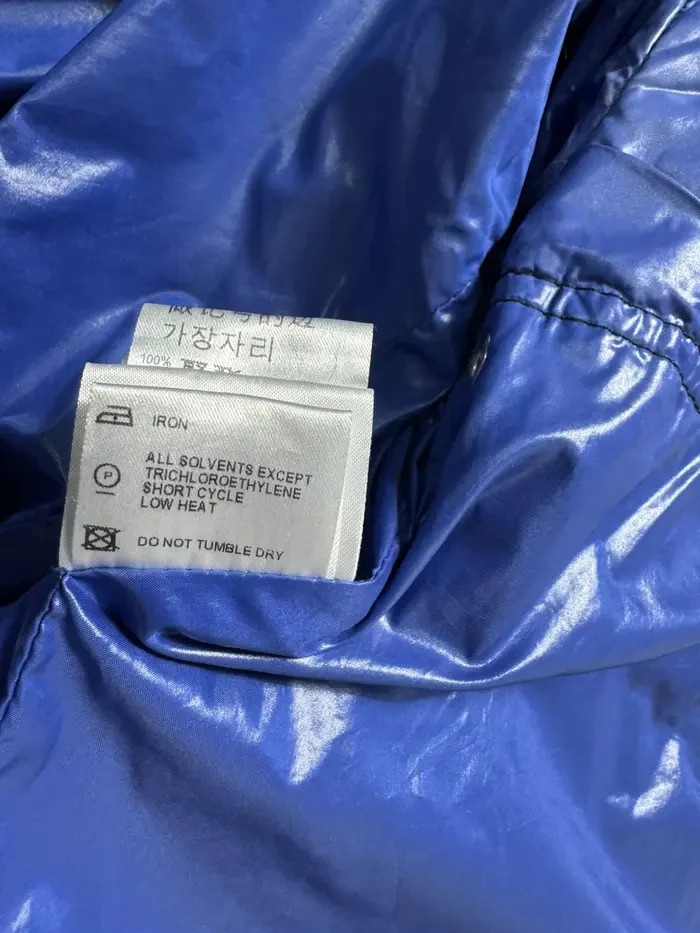 가장자리
100%
IRON
P
ALL SOLVENTS EXCEPT
TRICHLOROETHYLENE
SHORT CYCLE
LOW HEAT
DO NOT TUMBLE DRY